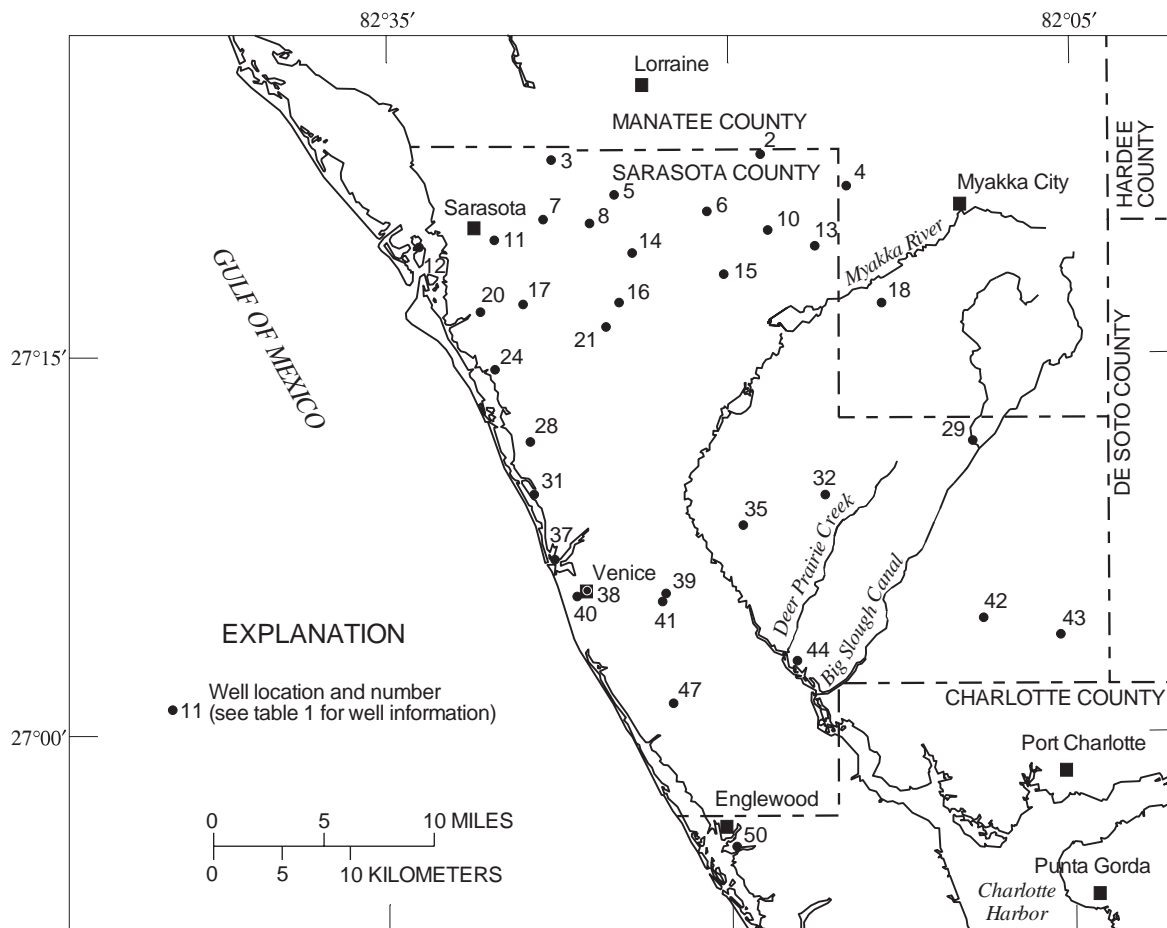 82°35′
82°05′
Lorraine
MANATEE COUNTY
HARDEE
COUNTY
2
3
SARASOTA COUNTY
4
5
Myakka City
Sarasota
7
8
6
10
13
11
14
Myakka River
12
15
GULF OF MEXICO
20
17
16
18
21
27°15′
24
DE SOTO COUNTY
28
29
31
32
35
Deer Prairie Creek
37
Venice
38
39
40
41
Big Slough Canal
42
43
EXPLANATION
44
11
Well location and number
(see table 1 for well information)
47
CHARLOTTE COUNTY
27°00′
Port Charlotte
Englewood
0 5 10 MILES
0 5 10 KILOMETERS
50
Punta Gorda
Charlotte
Harbor